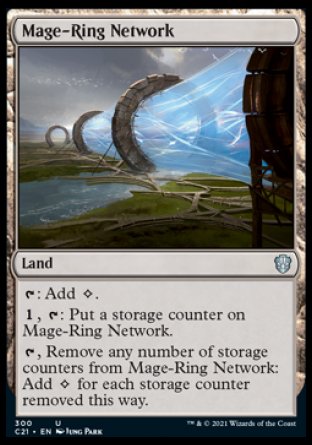 Mage-Ring Network
Land
: Add .
1, : Put a storage counter on
Mage-Ring Network.
, Remove any number of storage
counters from Mage-Ring Network:
Add for each storage counter
removed this way.
300 U
C21 • EN Jung Park
™ & © 2021 Wizards of the Coast